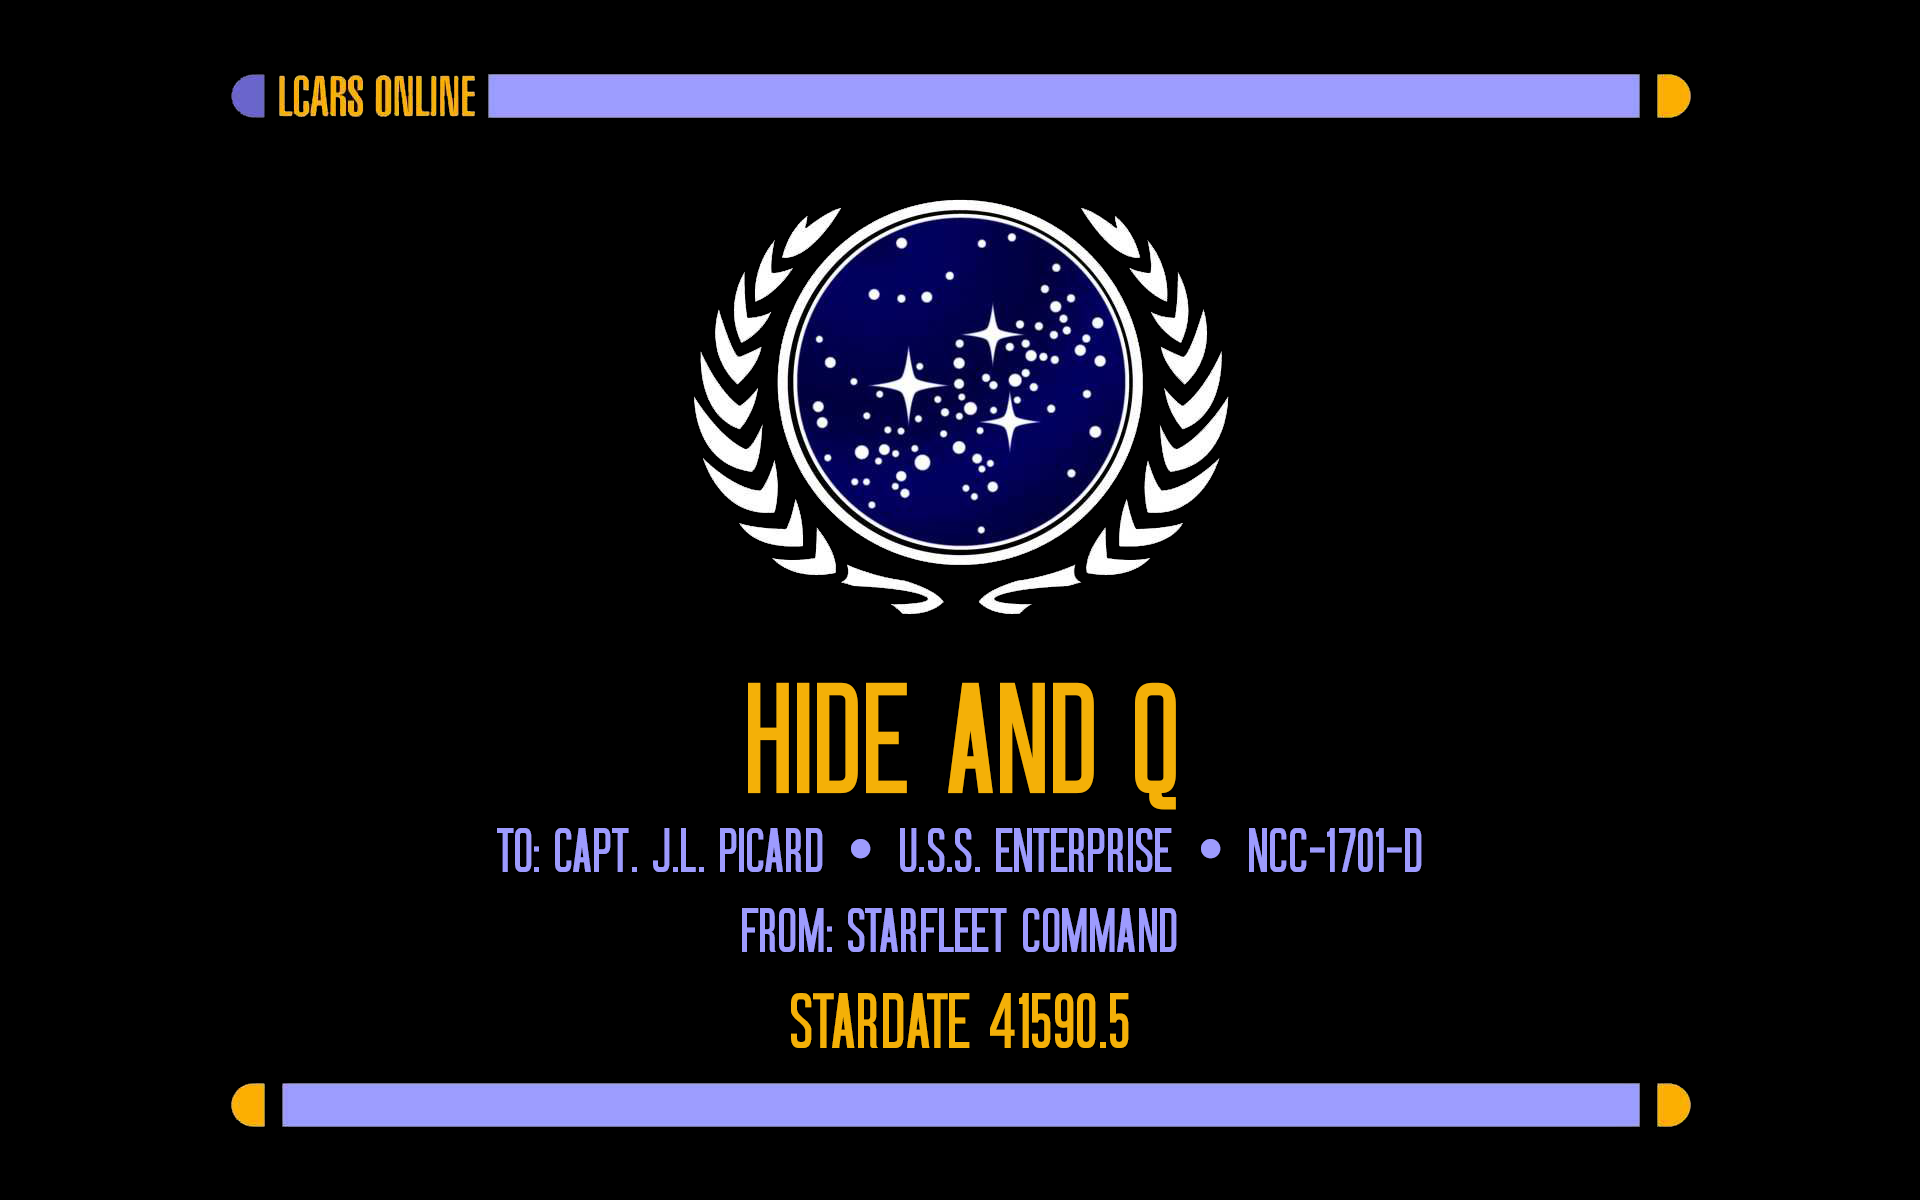 LCARS ONLINE
HIDE AND Q
TO: CAPT. J.L. PICARD • U.S.S. ENTERPRISE • NCC-1701-D
FROM: STARFLEET COMMAND
STARDATE 41590.5